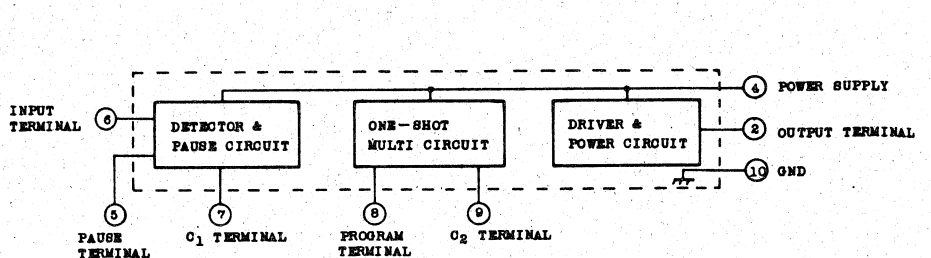 INPUT
TERMINAL
6
DETECTOR &
PAUSE CIRCUIT
ONE-SHOT
MULTI CIRCUIT
DRIVER &
POWER CIRCUIT
4 POWER SUPPLY
2 OUTPUT TERMINAL
10 GND
5
PAUSE
TERMINAL
7
C1 TERMINAL
8
PROGRAM
TERMINAL
9
C2 TERMINAL